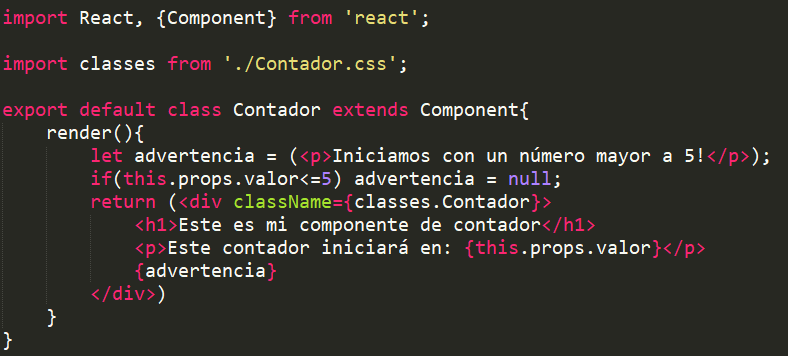 import React, {Component} from 'react';
import classes from './Contador.css';
export default class Contador extends Component{
render(){
let advertencia = (<p>Iniciamos con un número mayor a 5!</p>);
if(this.props.valor<=5) advertencia = null;
return (<div className={classes.Contador}>
<h1>Este es mi componente de contador</h1>
<p>Este contador iniciará en: {this.props.valor}</p>
{advertencia}
</div>)
}
}